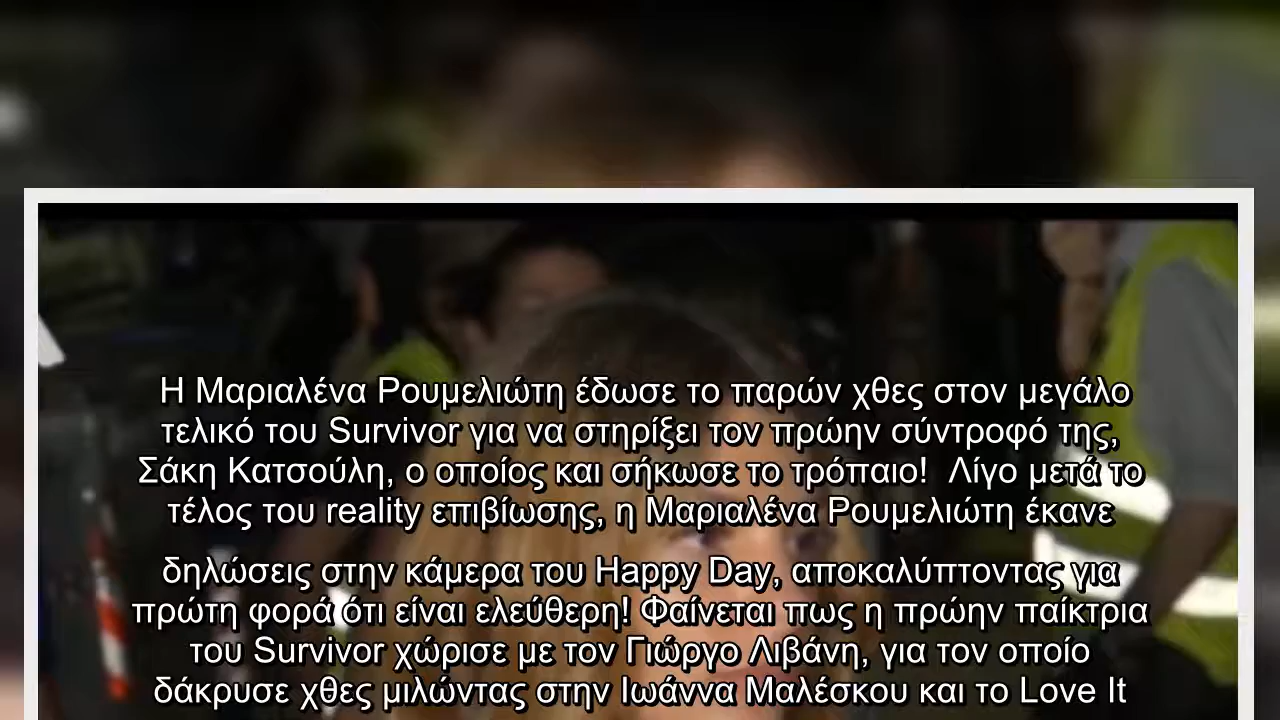 Η Μαριαλένα Ρουμελιώτη έδωσε το παρών χθες στον μεγάλο
τελικό του Survivor για να στηρίξει τον πρώην σύντροφό της,
Σάκη Κατσούλη, ο οποίος και σήκωσε το τρόπαιο!  Λίγο μετά το
τέλος του reality επιβίωσης, η Μαριαλένα Ρουμελιώτη έκανε
δηλώσεις στην κάμερα του Happy Day, αποκαλύπτοντας για
πρώτη φορά ότι είναι ελεύθερη! Φαίνεται πως η πρώην παίκτρια
του Survivor χώρισε με τον Γιώργο Λιβάνη, για τον οποίο
δάκρυσε χθες μιλώντας στην Ιωάννα Μαλέσκου και το Love It